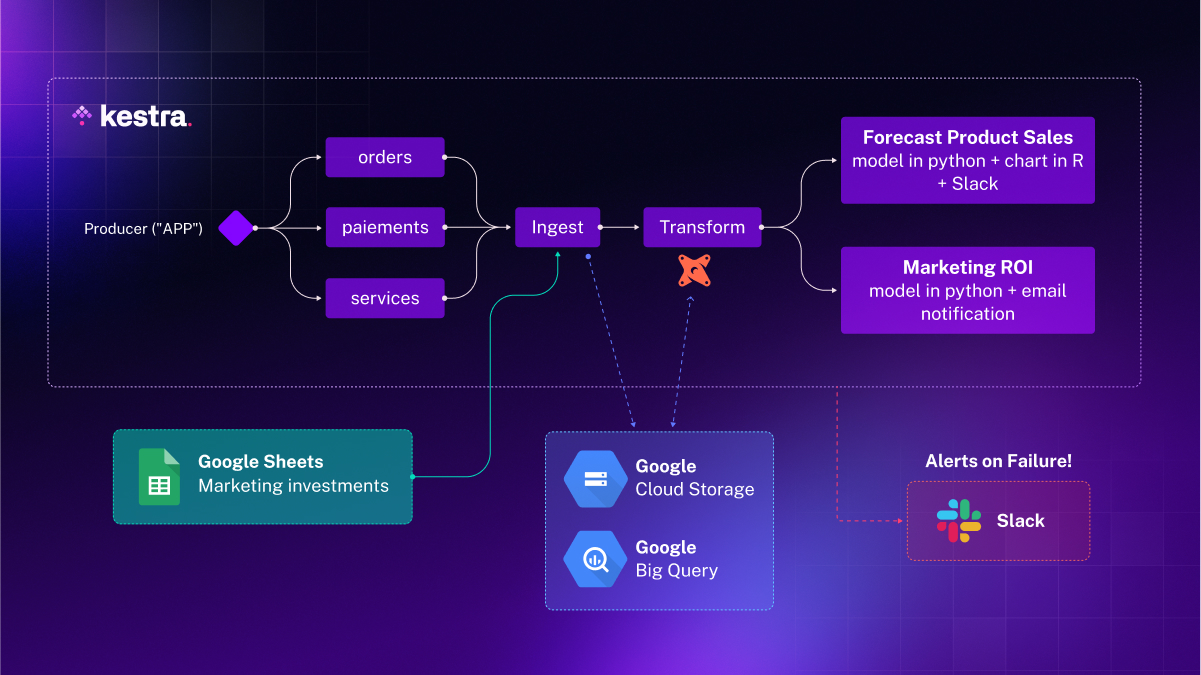 kestra.
Producer ("APP")
orders
paiements
services
Ingest
Transform
Forecast Product Sales
model in python + chart in R
+ Slack
Marketing ROI
model in python + email
notification
Google Sheets
Marketing investments
Google
Cloud Storage
Google
Big Query
Alerts on Failure!
Slack